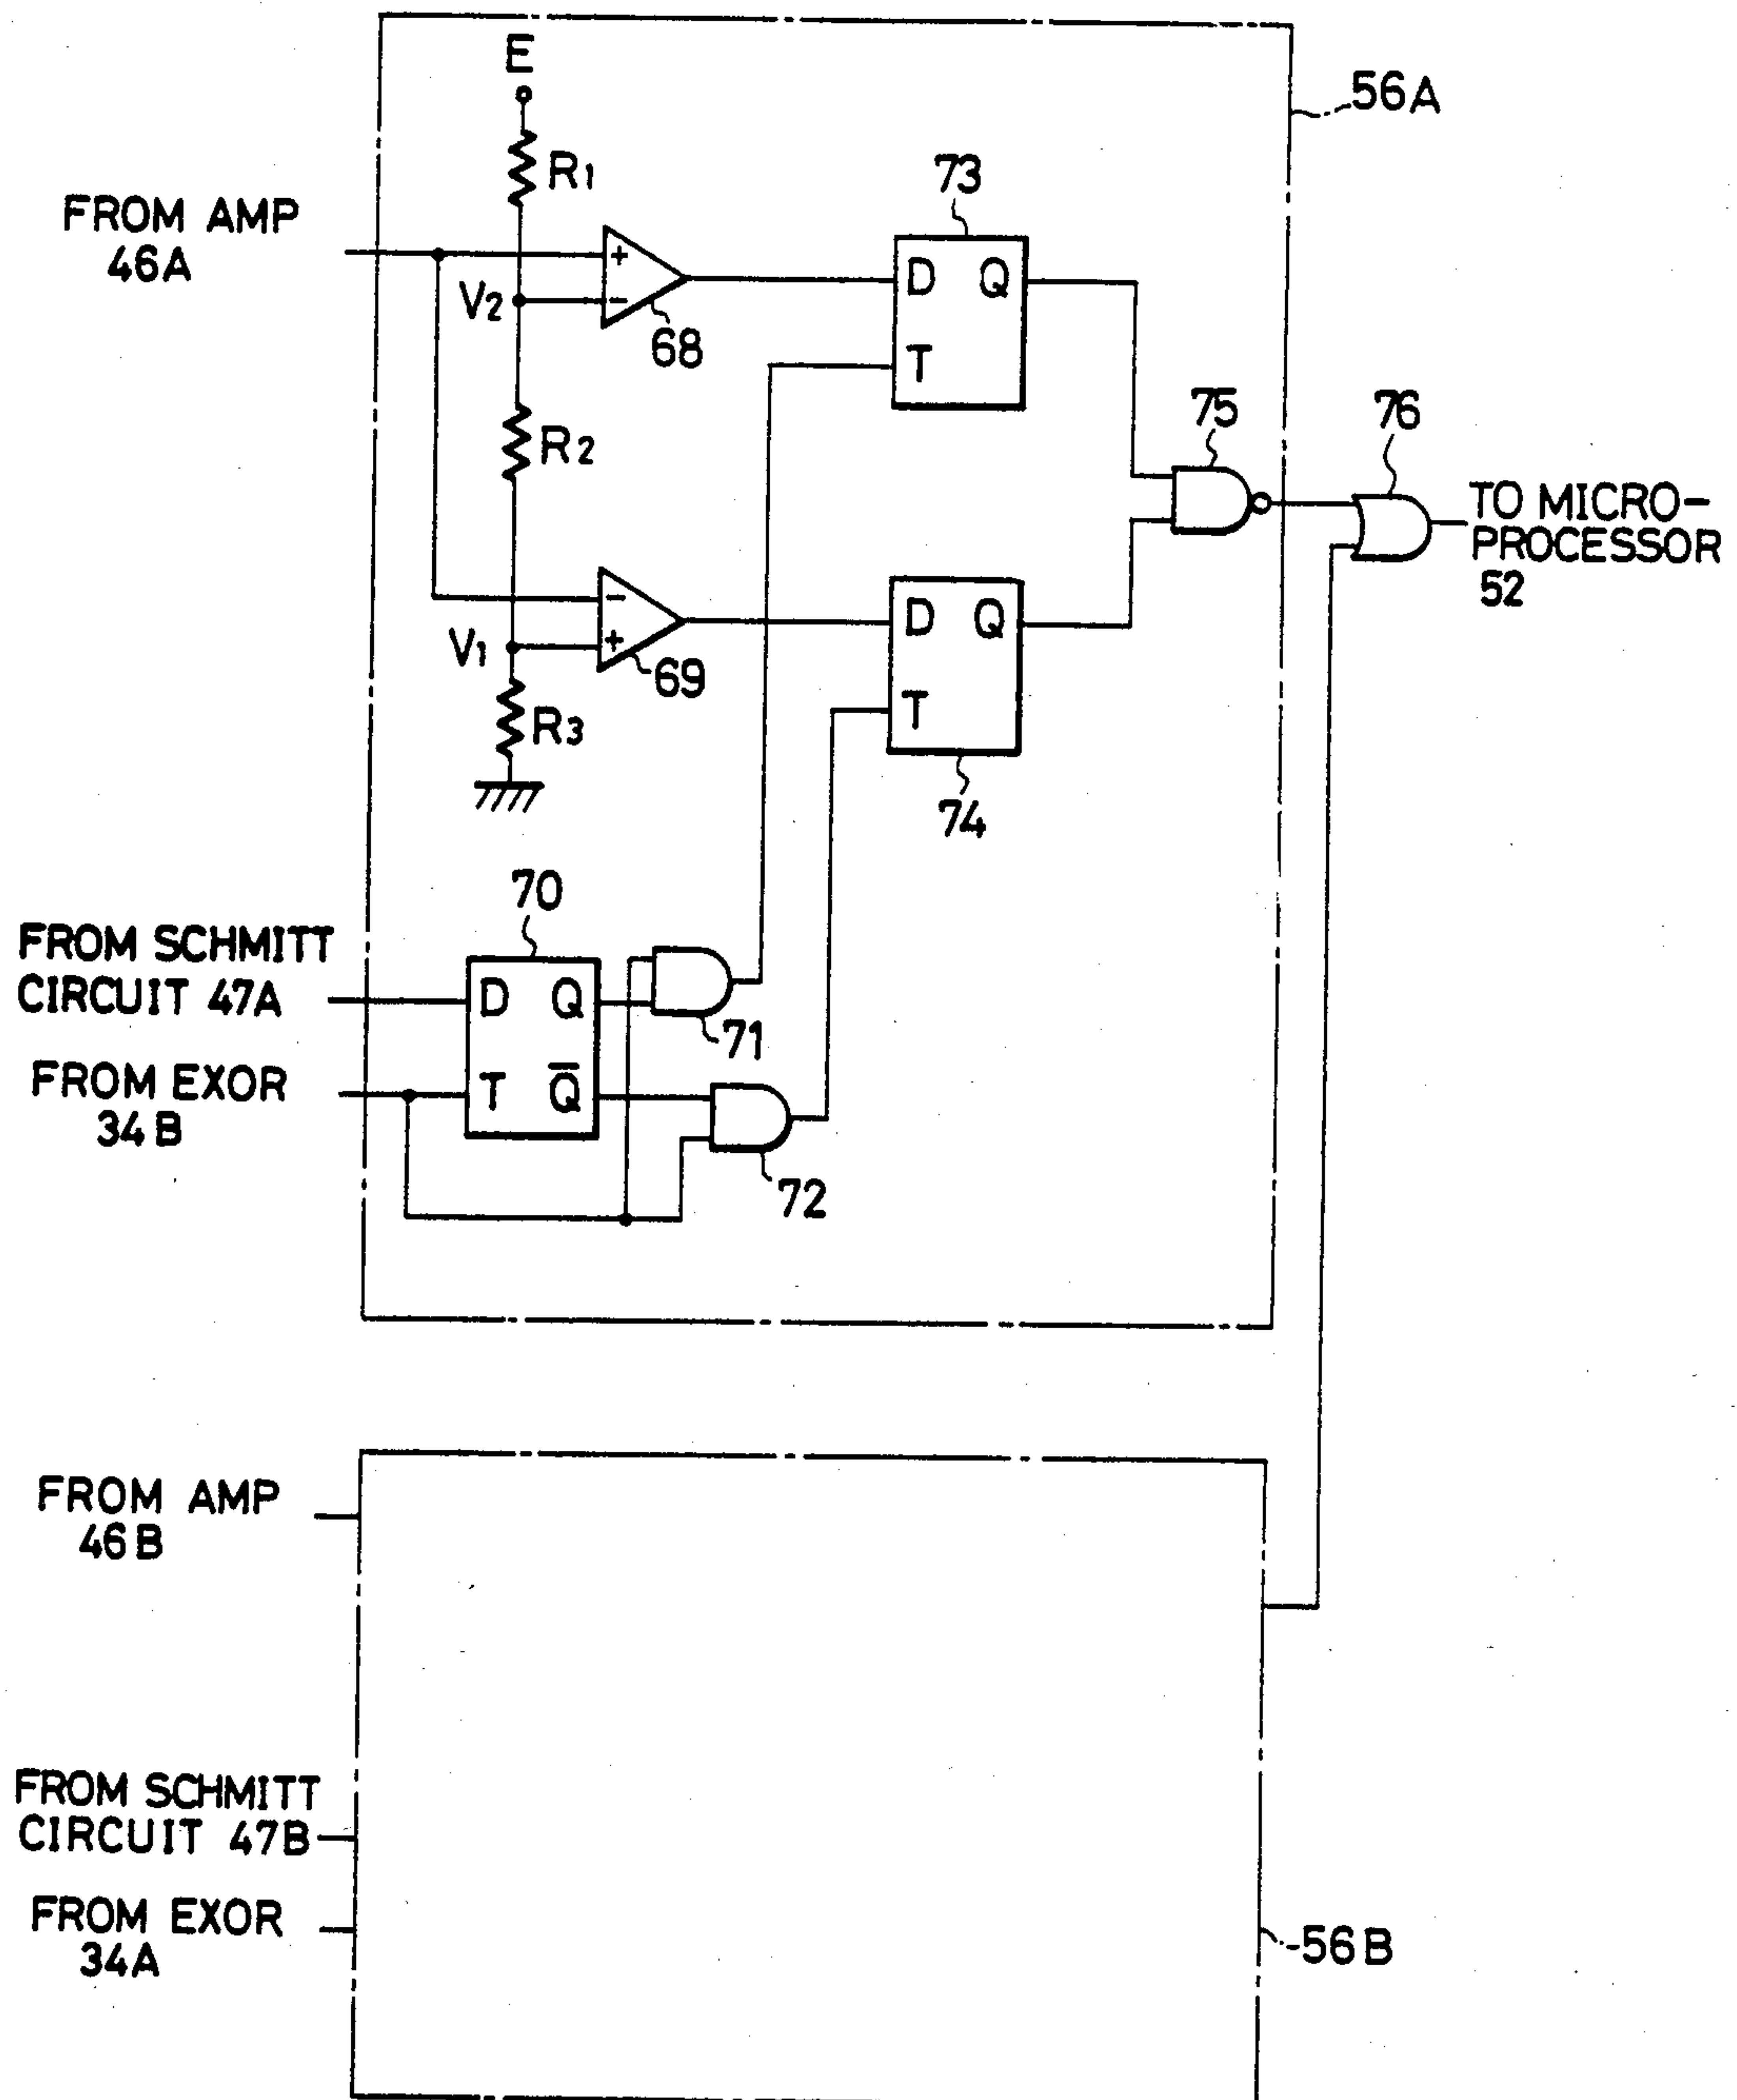 E
56A
R1
73
FROM AMP
46A
+
D Q
V2
-
68
T
75
76
R2
TO MICRO-
PROCESSOR
52
-
D Q
V1
+
69
T
R3
74
70
FROM SCHMITT
CIRCUIT 47A
D Q
71
FROM EXOR
34B
T Q̅
72
FROM AMP
46B
FROM SCHMITT
CIRCUIT 47B
FROM EXOR
34A
56B